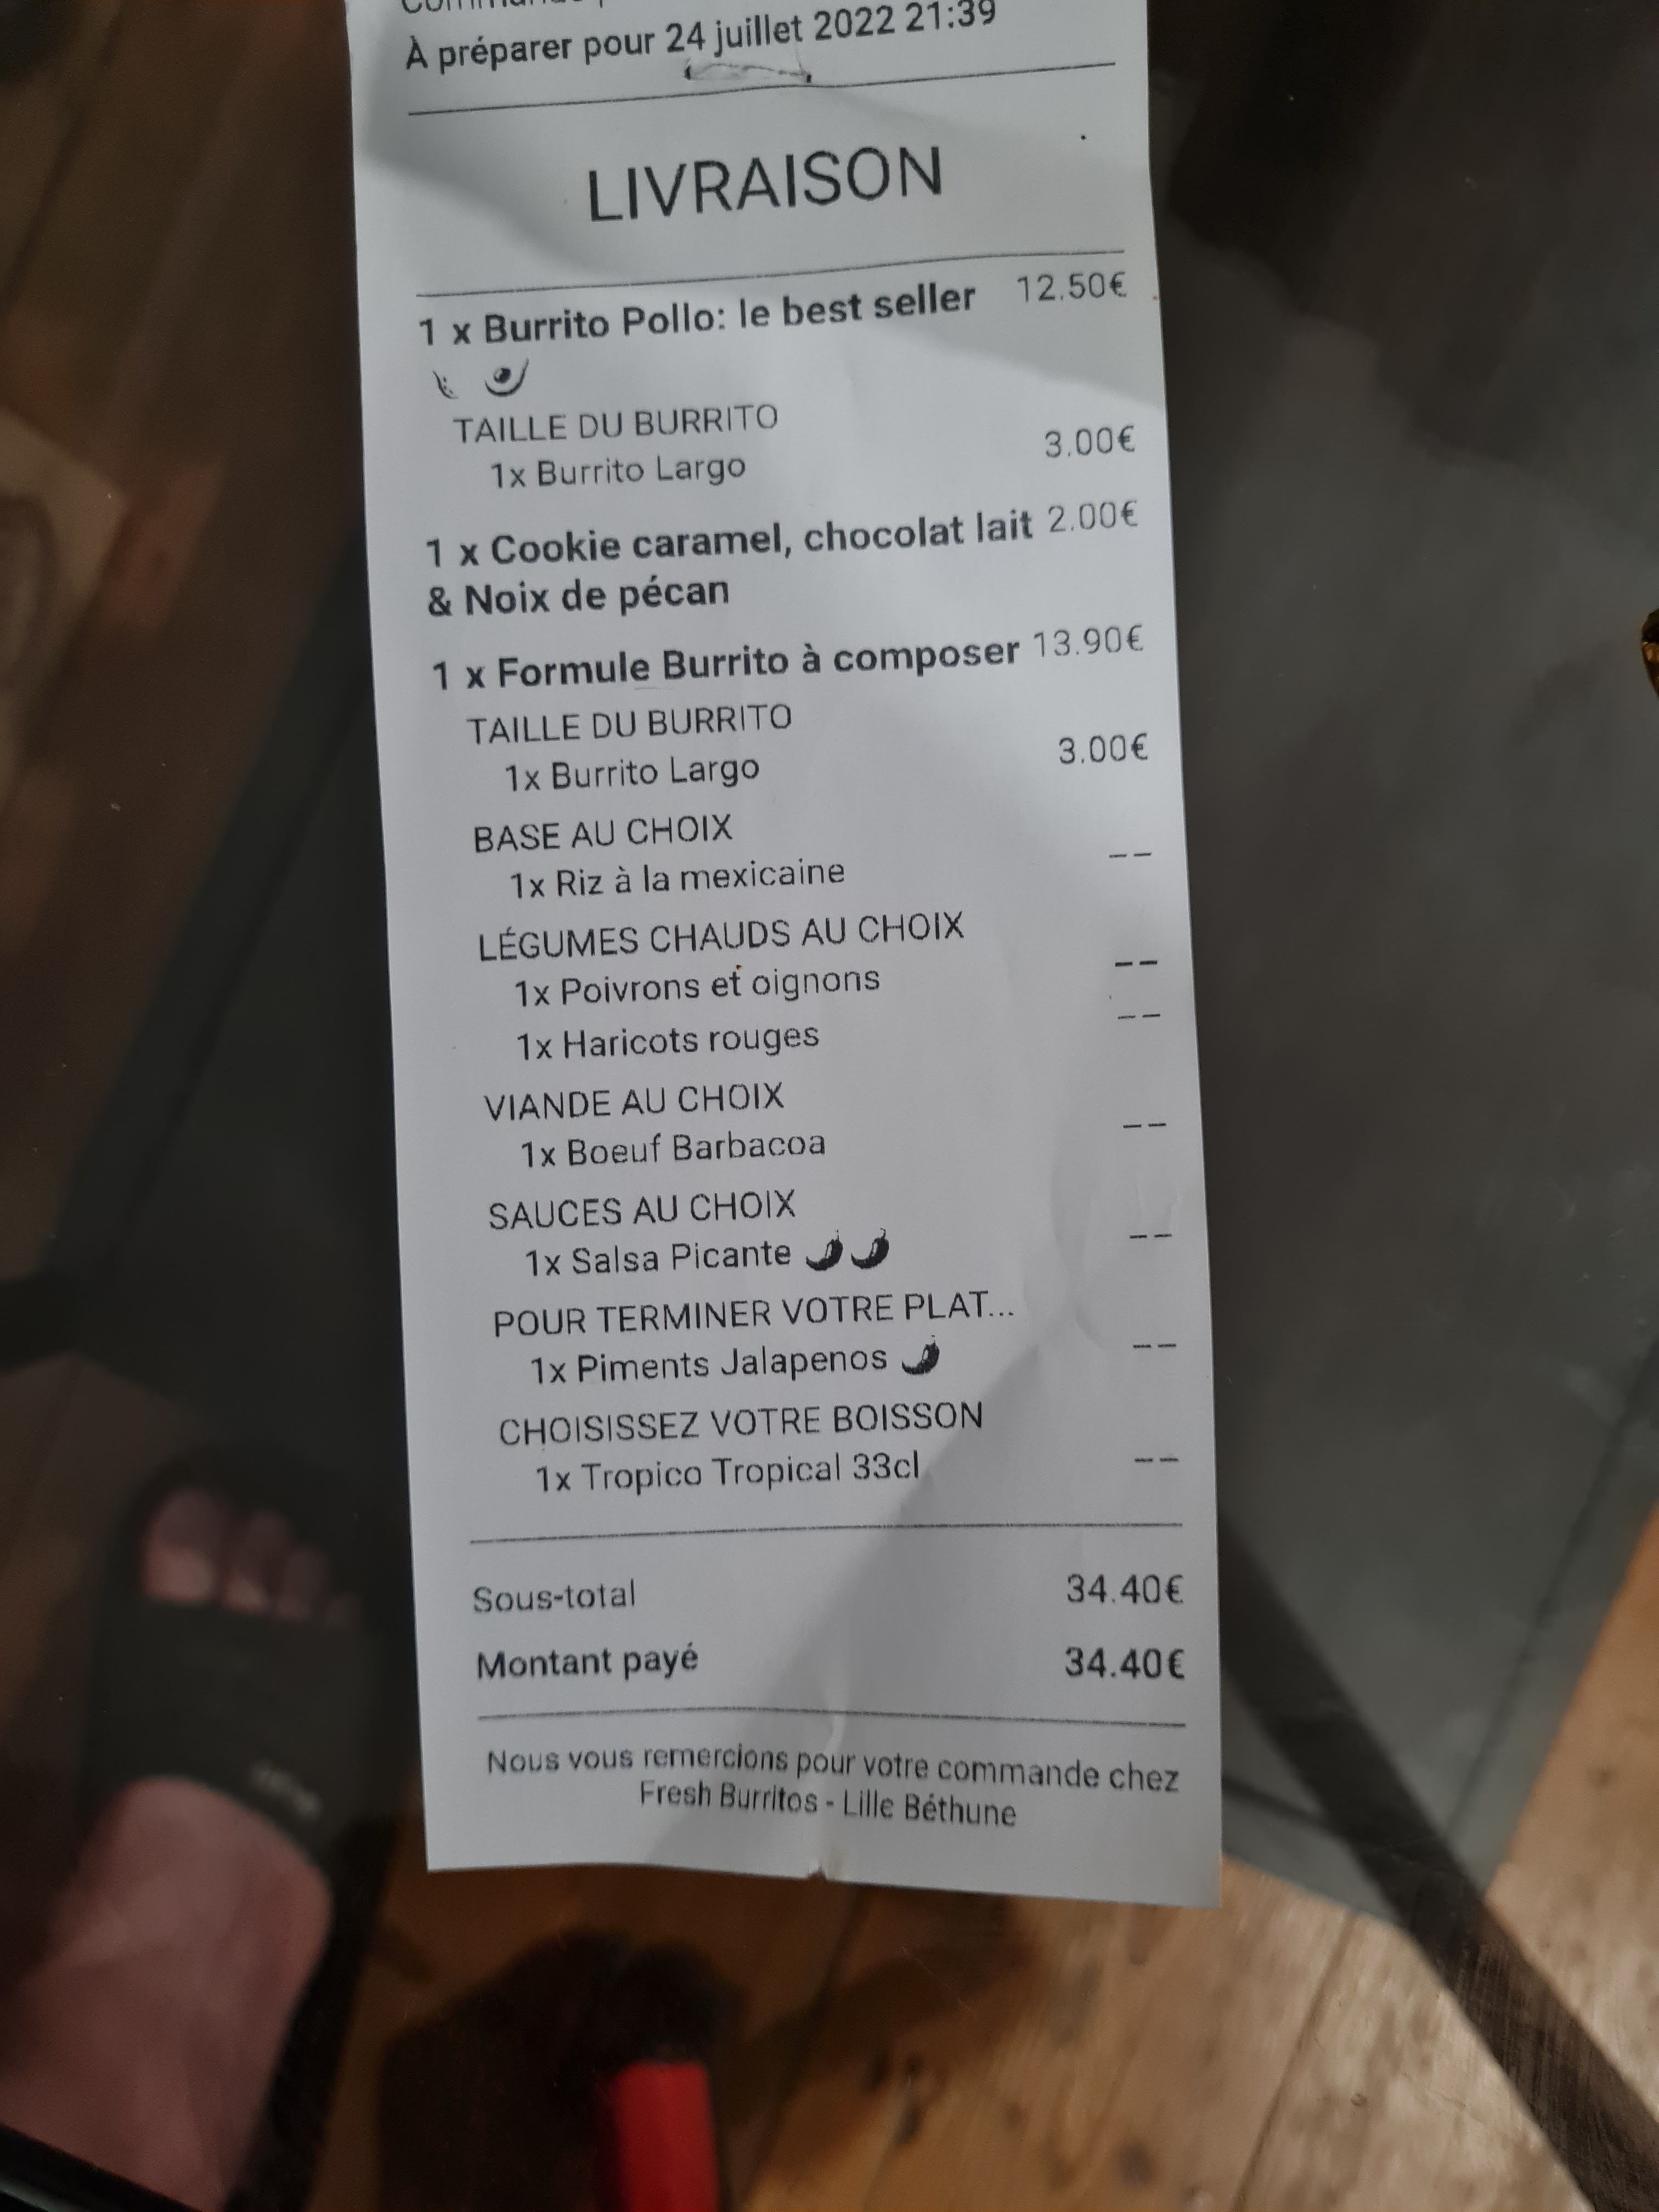 À préparer pour 24 juillet 2022 21:39
LIVRAISON
1 x Burrito Pollo: le best seller 12.50€
TAILLE DU BURRITO
1x Burrito Largo 3.00€
1 x Cookie caramel, chocolat lait 2.00€
& Noix de pécan
1 x Formule Burrito à composer 13.90€
TAILLE DU BURRITO
1x Burrito Largo 3.00€
BASE AU CHOIX
1x Riz à la mexicaine --
LÉGUMES CHAUDS AU CHOIX
1x Poivrons et oignons --
1x Haricots rouges --
VIANDE AU CHOIX
1x Boeuf Barbacoa --
SAUCES AU CHOIX
1x Salsa Picante 🌶🌶 --
POUR TERMINER VOTRE PLAT...
1x Piments Jalapenos 🌶 --
CHOISISSEZ VOTRE BOISSON
1x Tropico Tropical 33cl --
Sous-total 34.40€
Montant payé 34.40€
Nous vous remercions pour votre commande chez
Fresh Burritos - Lille Béthune